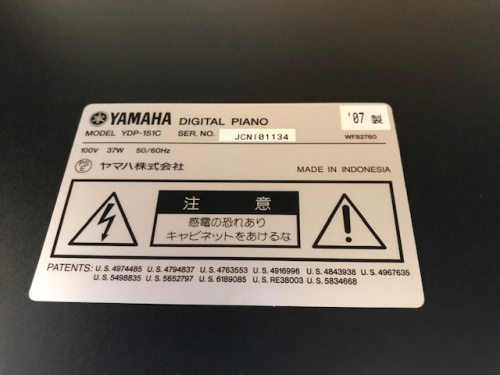 YAMAHA DIGITAL PIANO '07 製
MODEL YDP-151C SER. NO. JCNI01134 WF82760
100V 37W 50/60Hz
ヤマハ株式会社 MADE IN INDONESIA
注意
感電の恐れあり
キャビネットをあけるな
PATENTS: U.S. 4974485 U.S. 4794837 U.S. 4763553 U.S. 4916996 U.S. 4843938 U.S. 4967635
U.S. 5498835 U.S. 5652797 U.S. 6189085 U.S. RE38003 U.S. 5834668